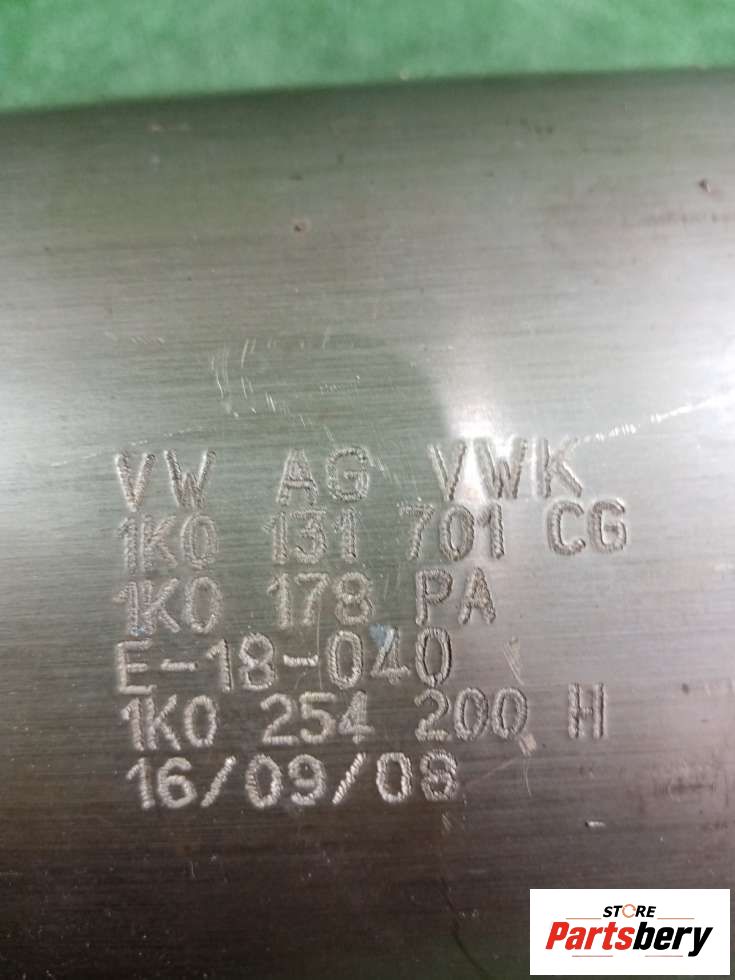 VW AG VWK
1K0 131 701 CG
1K0 178 PA
E-18-040
1K0 254 200 H
16/09/08
STORE
Partsbery